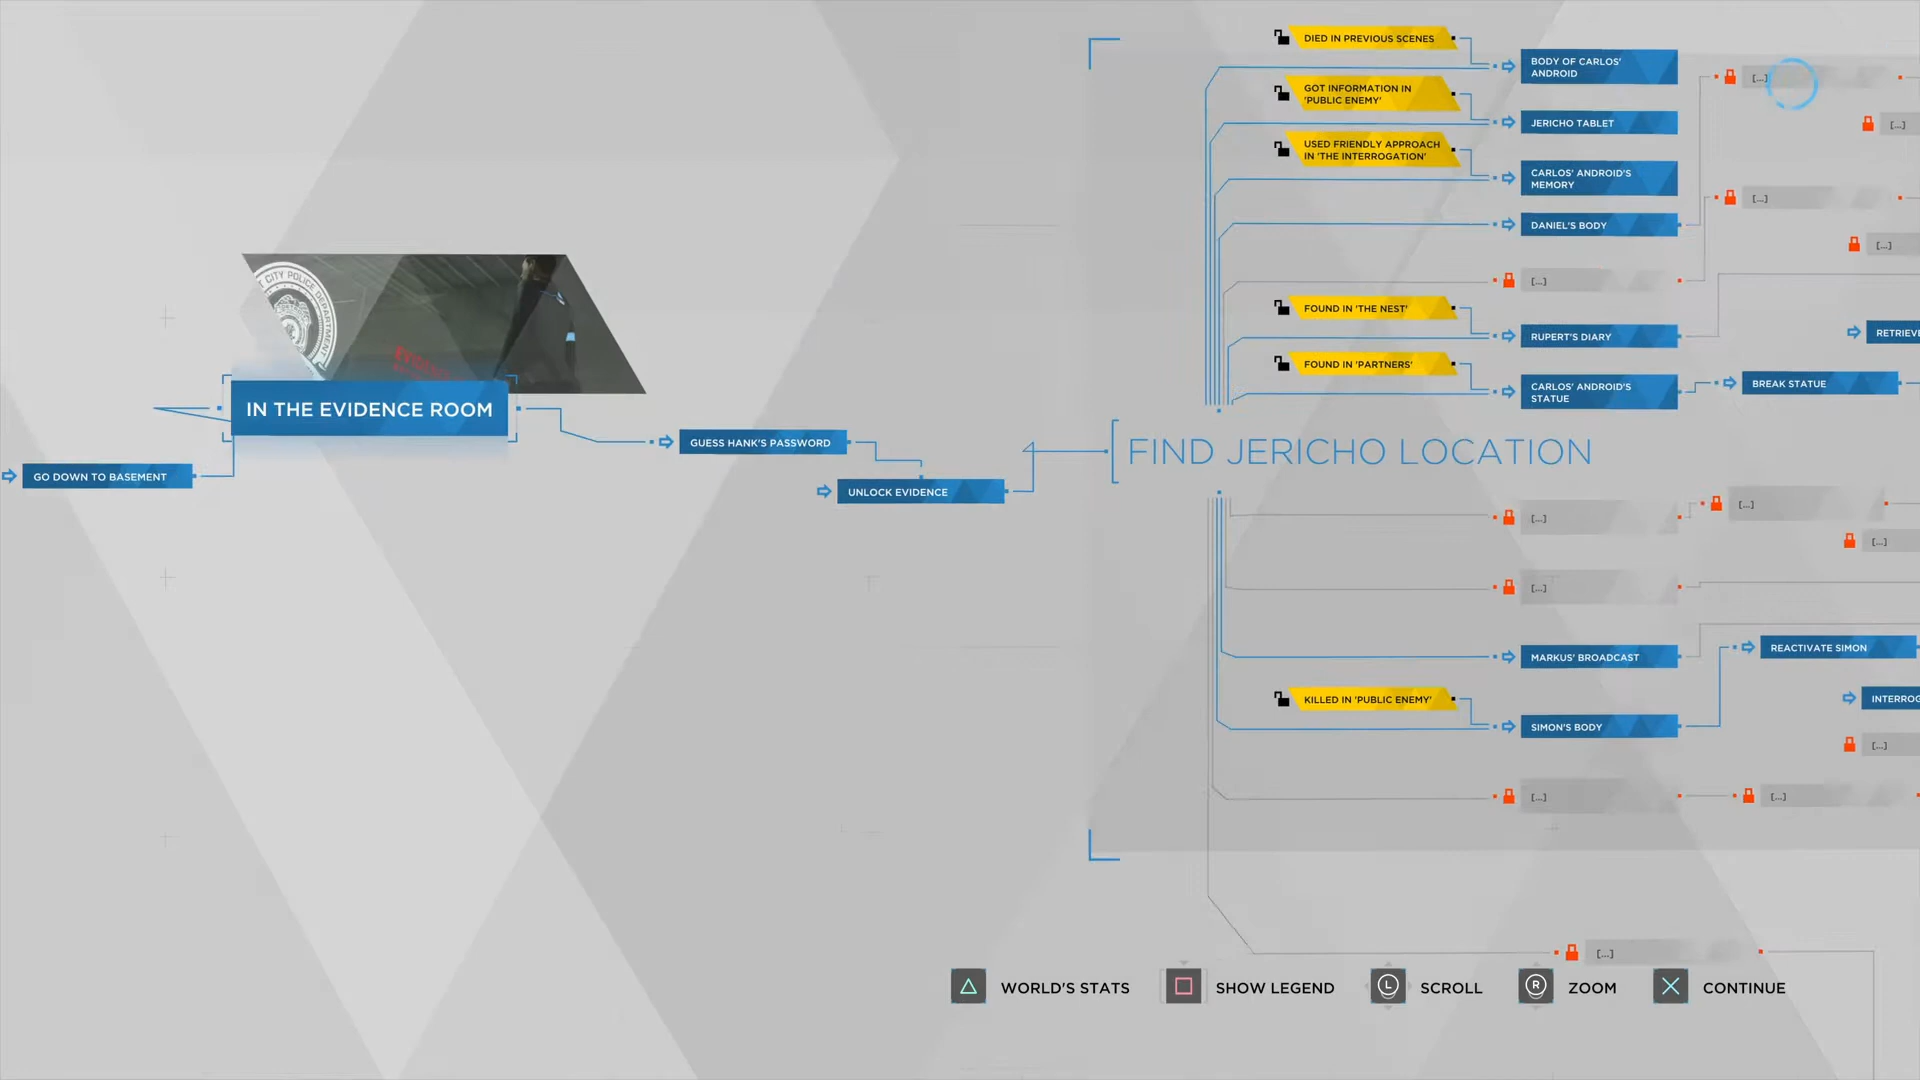 DIED IN PREVIOUS SCENES
BODY OF CARLOS'
ANDROID
[...]
GOT INFORMATION IN
'PUBLIC ENEMY'
JERICHO TABLET
[...]
USED FRIENDLY APPROACH
IN 'THE INTERROGATION'
CARLOS' ANDROID'S
MEMORY
[...]
DANIEL'S BODY
[...]
[...]
FOUND IN 'THE NEST'
RUPERT'S DIARY
RETRIEVE
FOUND IN 'PARTNERS'
CARLOS' ANDROID'S
STATUE
BREAK STATUE
CITY POLICE DEPARTMENT
IN THE EVIDENCE ROOM
GO DOWN TO BASEMENT
GUESS HANK'S PASSWORD
UNLOCK EVIDENCE
FIND JERICHO LOCATION
[...]
[...]
[...]
[...]
MARKUS' BROADCAST
REACTIVATE SIMON
KILLED IN 'PUBLIC ENEMY'
SIMON'S BODY
INTERROG
[...]
[...]
[...]
[...]
WORLD'S STATS
SHOW LEGEND
L
SCROLL
R
ZOOM
CONTINUE